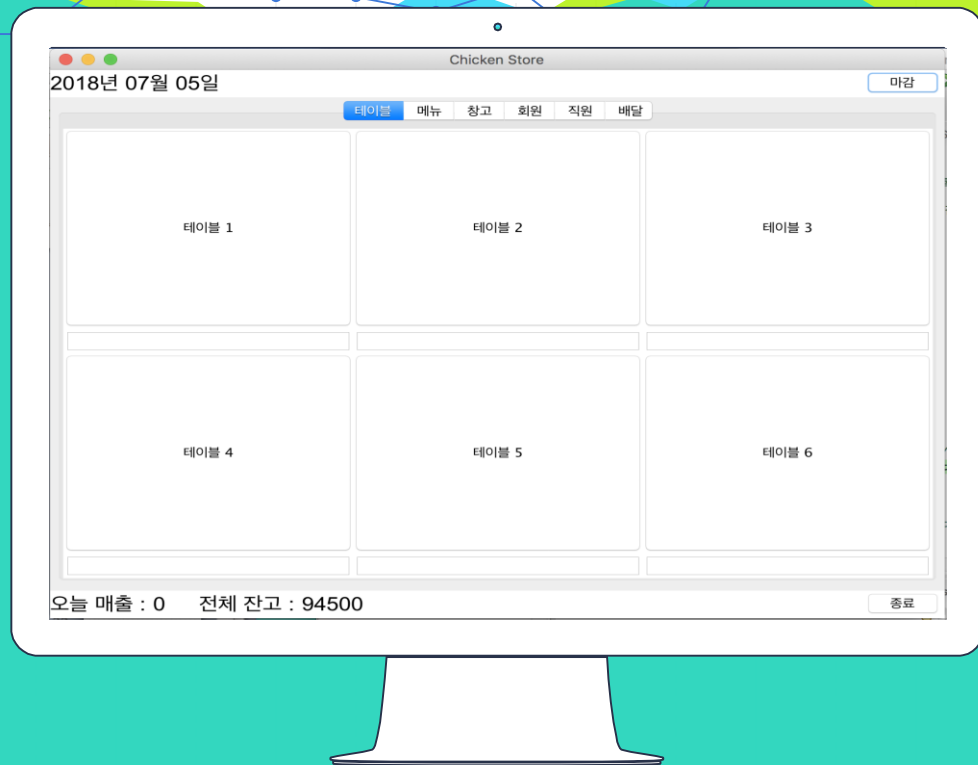 Chicken Store
2018년 07월 05일
마감
테이블 메뉴 창고 회원 직원 배달
테이블 1 테이블 2 테이블 3
테이블 4 테이블 5 테이블 6
오늘 매출 : 0 전체 잔고 : 94500
종료